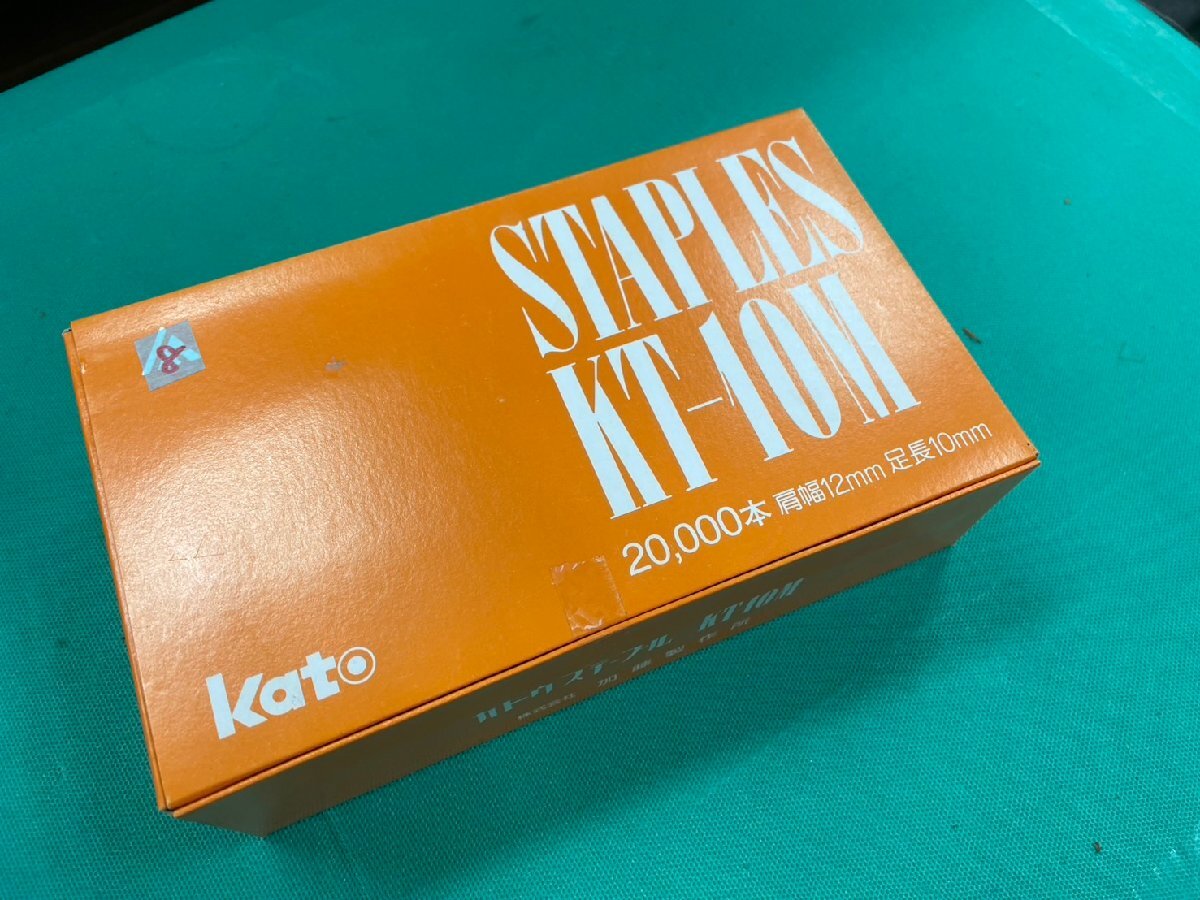 STAPLES
KT-10M
20,000本 肩幅12mm 足長10mm
Kato
カトウステープル KT10M
株式会社 加藤製作所